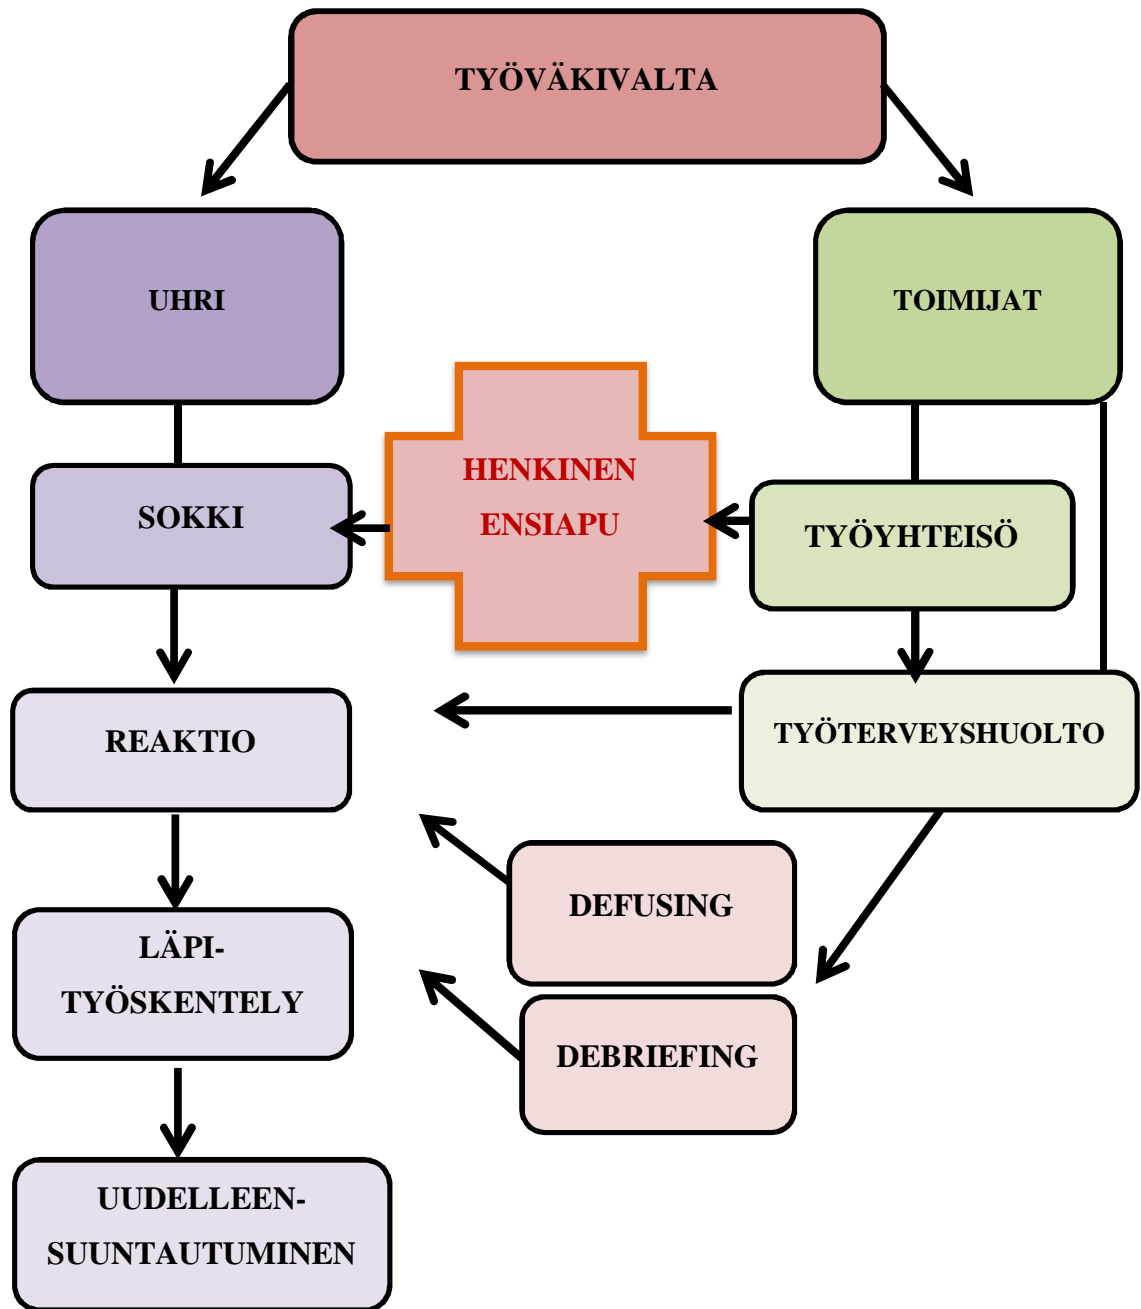 TYÖVÄKIVALTA
UHRI
TOIMIJAT
HENKINEN
ENSIAPU
SOKKI
TYÖYHTEISÖ
REAKTIO
TYÖTERVEYSHUOLTO
DEFUSING
LÄPI-
TYÖSKENTELY
DEBRIEFING
UUDELLEEN-
SUUNTAUTUMINEN